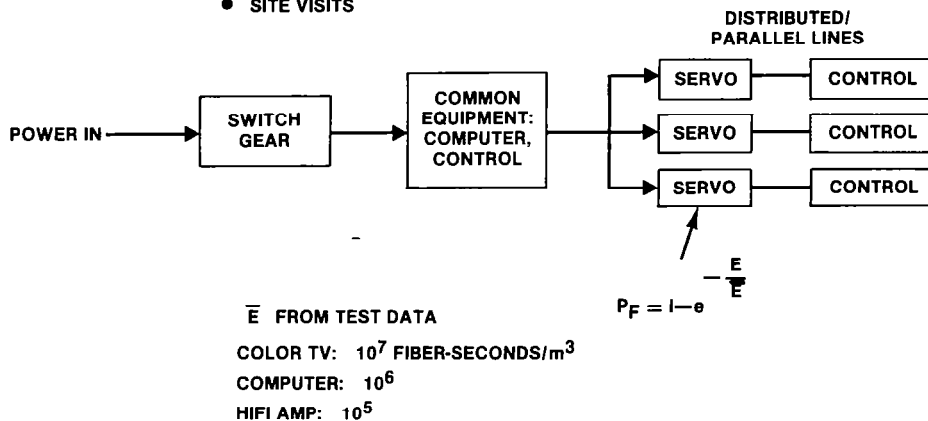 ● SITE VISITS
DISTRIBUTED/
PARALLEL LINES
POWER IN
SWITCH
GEAR
COMMON
EQUIPMENT:
COMPUTER,
CONTROL
SERVO
CONTROL
SERVO
CONTROL
SERVO
CONTROL
P_F = 1—e^(— E/Ē)
Ē FROM TEST DATA
COLOR TV: 10⁷ FIBER-SECONDS/m³
COMPUTER: 10⁶
HIFI AMP: 10⁵